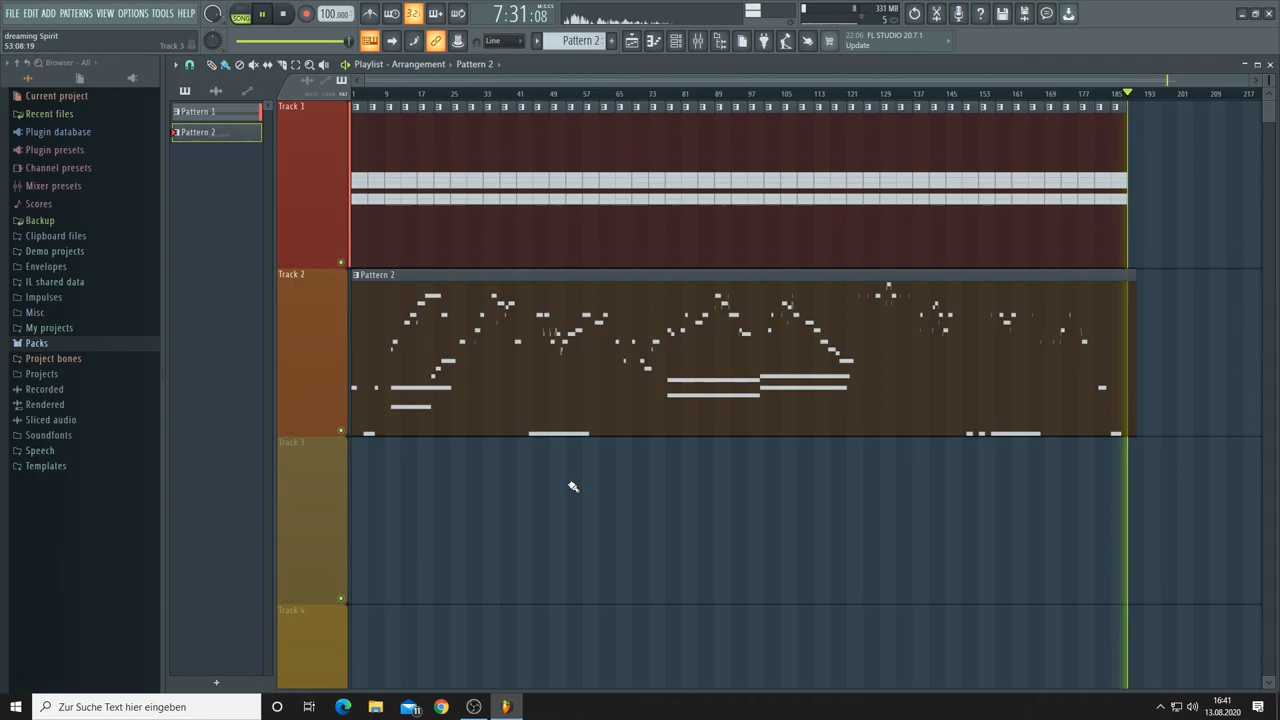 FILE EDIT ADD PATTERNS VIEW OPTIONS TOOLS HELP
SONG
100.000
3.2
7:31:08
M:S:CS
8
331 MB
5
dreaming Spirit
53:08:19
Track 3
Line
Pattern 2
22.06 FL STUDIO 20.7.1
Update
Browser - All
Playlist - Arrangement
Pattern 2
1 9 17 25 33 41 49 57 65 73 81 89 97 105 113 121 129 137 145 153 161 169 177 185 193 201 209 217
Current project
Recent files
Plugin database
Plugin presets
Channel presets
Mixer presets
Scores
Backup
Clipboard files
Demo projects
Envelopes
IL shared data
Impulses
Misc
My projects
Packs
Project bones
Projects
Recorded
Rendered
Sliced audio
Soundfonts
Speech
Templates
Pattern 1
Pattern 2
Track 1
Track 2
Pattern 2
Track 3
Track 4
Zur Suche Text hier eingeben
11
16:41
13.08.2020